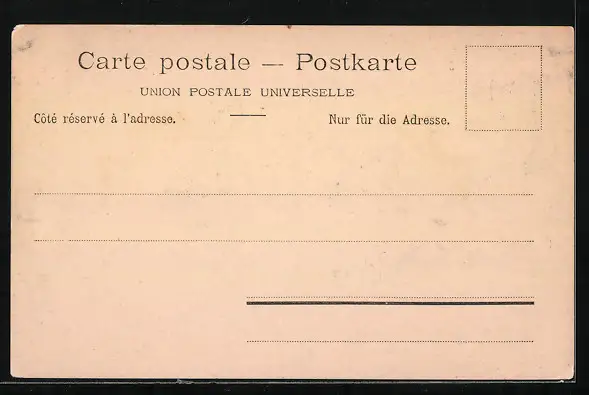 Carte postale — Postkarte
UNION POSTALE UNIVERSELLE
Côté réservé à l'adresse. Nur für die Adresse.